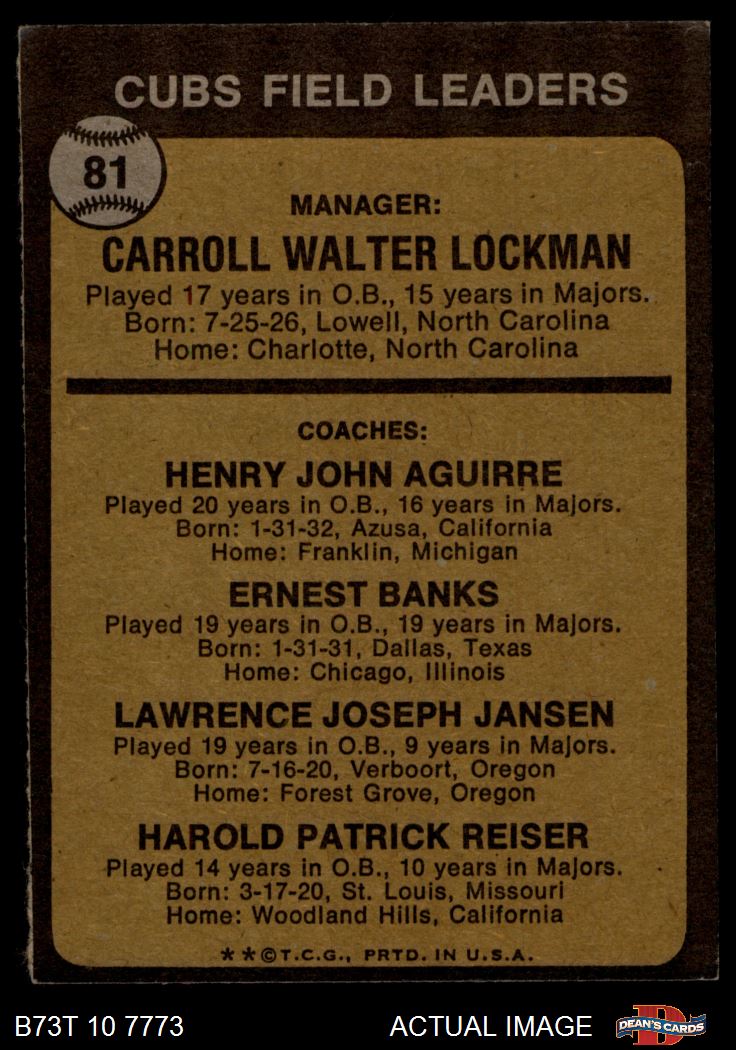 CUBS FIELD LEADERS
81
MANAGER:
CARROLL WALTER LOCKMAN
Played 17 years in O.B., 15 years in Majors.
Born: 7-25-26, Lowell, North Carolina
Home: Charlotte, North Carolina
COACHES:
HENRY JOHN AGUIRRE
Played 20 years in O.B., 16 years in Majors.
Born: 1-31-32, Azusa, California
Home: Franklin, Michigan
ERNEST BANKS
Played 19 years in O.B., 19 years in Majors.
Born: 1-31-31, Dallas, Texas
Home: Chicago, Illinois
LAWRENCE JOSEPH JANSEN
Played 19 years in O.B., 9 years in Majors.
Born: 7-16-20, Verboort, Oregon
Home: Forest Grove, Oregon
HAROLD PATRICK REISER
Played 14 years in O.B., 10 years in Majors.
Born: 3-17-20, St. Louis, Missouri
Home: Woodland Hills, California
**©T.C.G., PRTD. IN U.S.A.
B73T 10 7773 ACTUAL IMAGE D DEAN'S CARDS